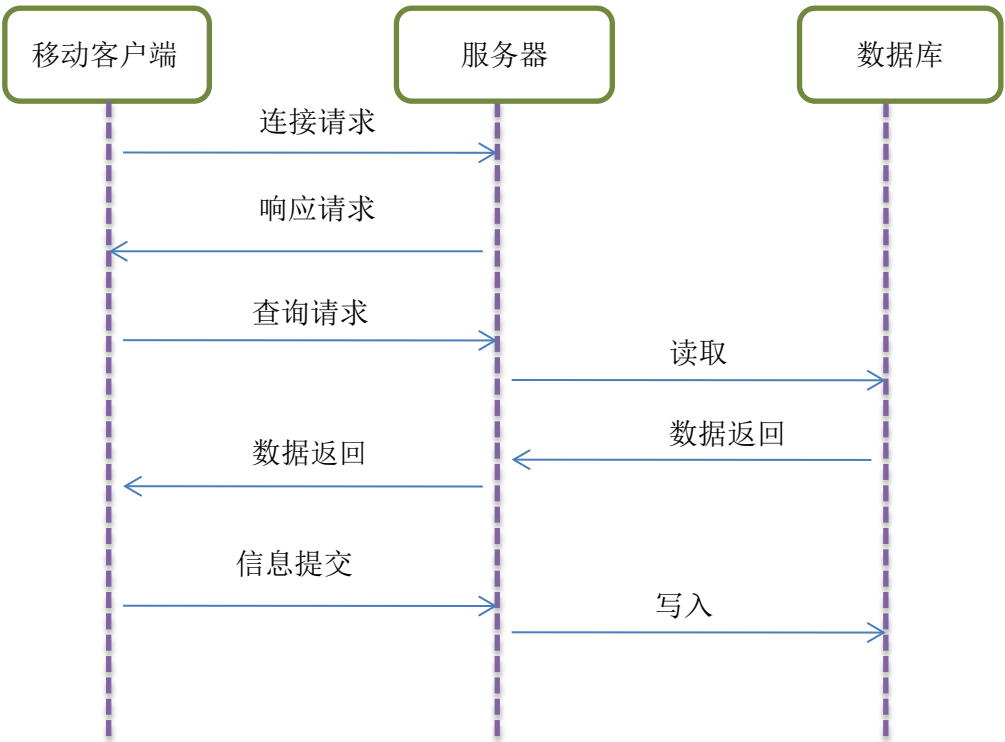 移动客户端
服务器
数据库
连接请求
响应请求
查询请求
读取
数据返回
数据返回
信息提交
写入